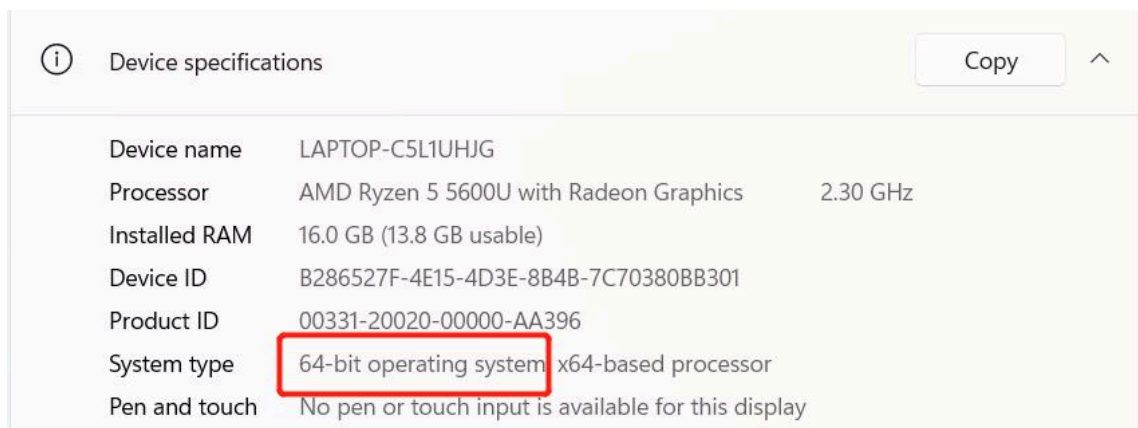 Device specifications Copy
Device name LAPTOP-C5L1UHJG
Processor AMD Ryzen 5 5600U with Radeon Graphics 2.30 GHz
Installed RAM 16.0 GB (13.8 GB usable)
Device ID B286527F-4E15-4D3E-8B4B-7C70380BB301
Product ID 00331-20020-00000-AA396
System type 64-bit operating system x64-based processor
Pen and touch No pen or touch input is available for this display